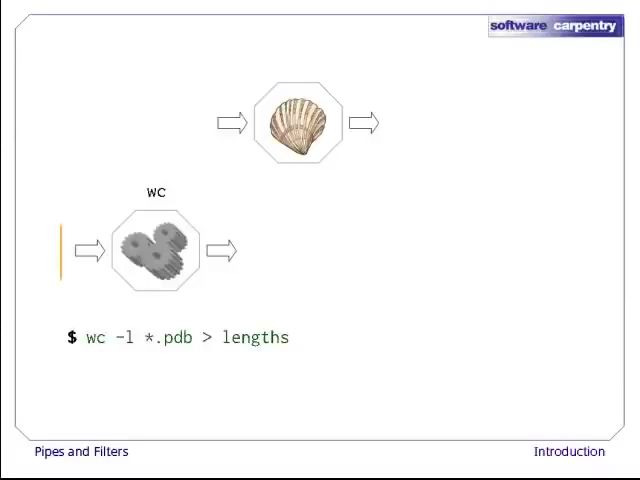 software carpentry
wc
$ wc -l *.pdb > lengths
Pipes and Filters
Introduction